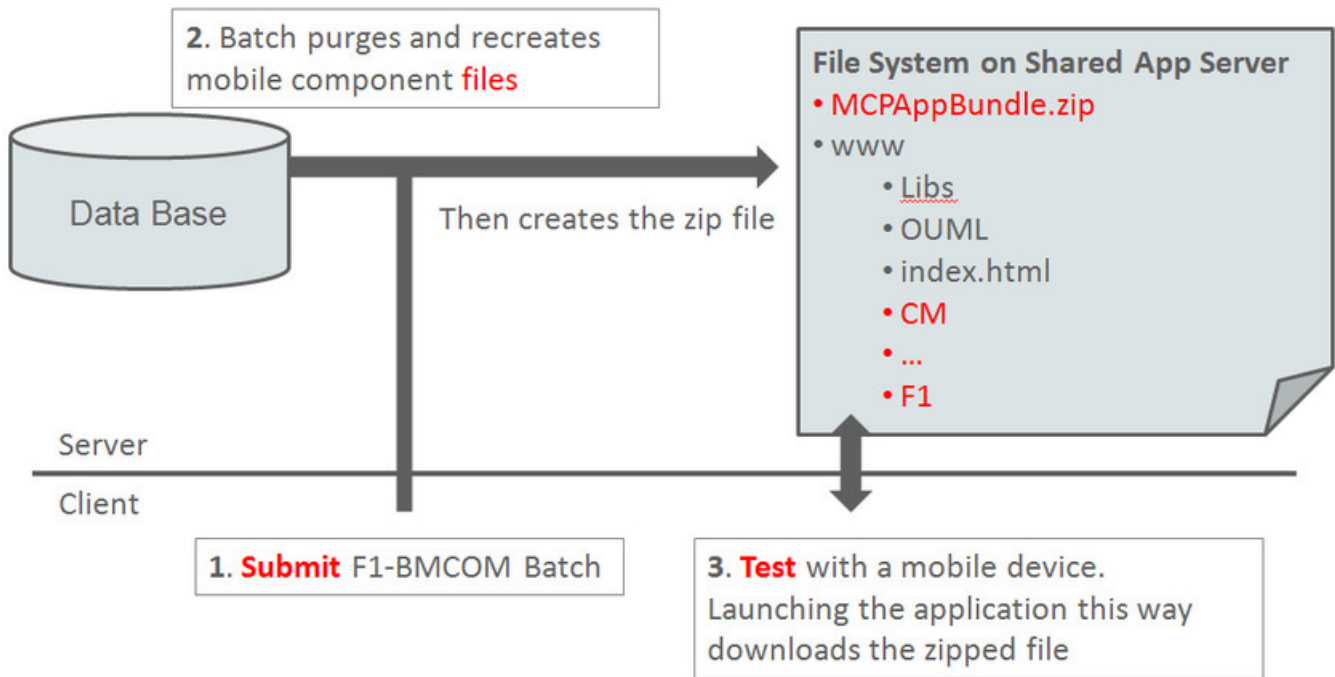 2. Batch purges and recreates
mobile component files
Data Base
Then creates the zip file
File System on Shared App Server
• MCPAppBundle.zip
• www
• Libs
• OUML
• index.html
• CM
• ...
• F1
Server
Client
1. Submit F1-BMCOM Batch
3. Test with a mobile device.
Launching the application this way
downloads the zipped file